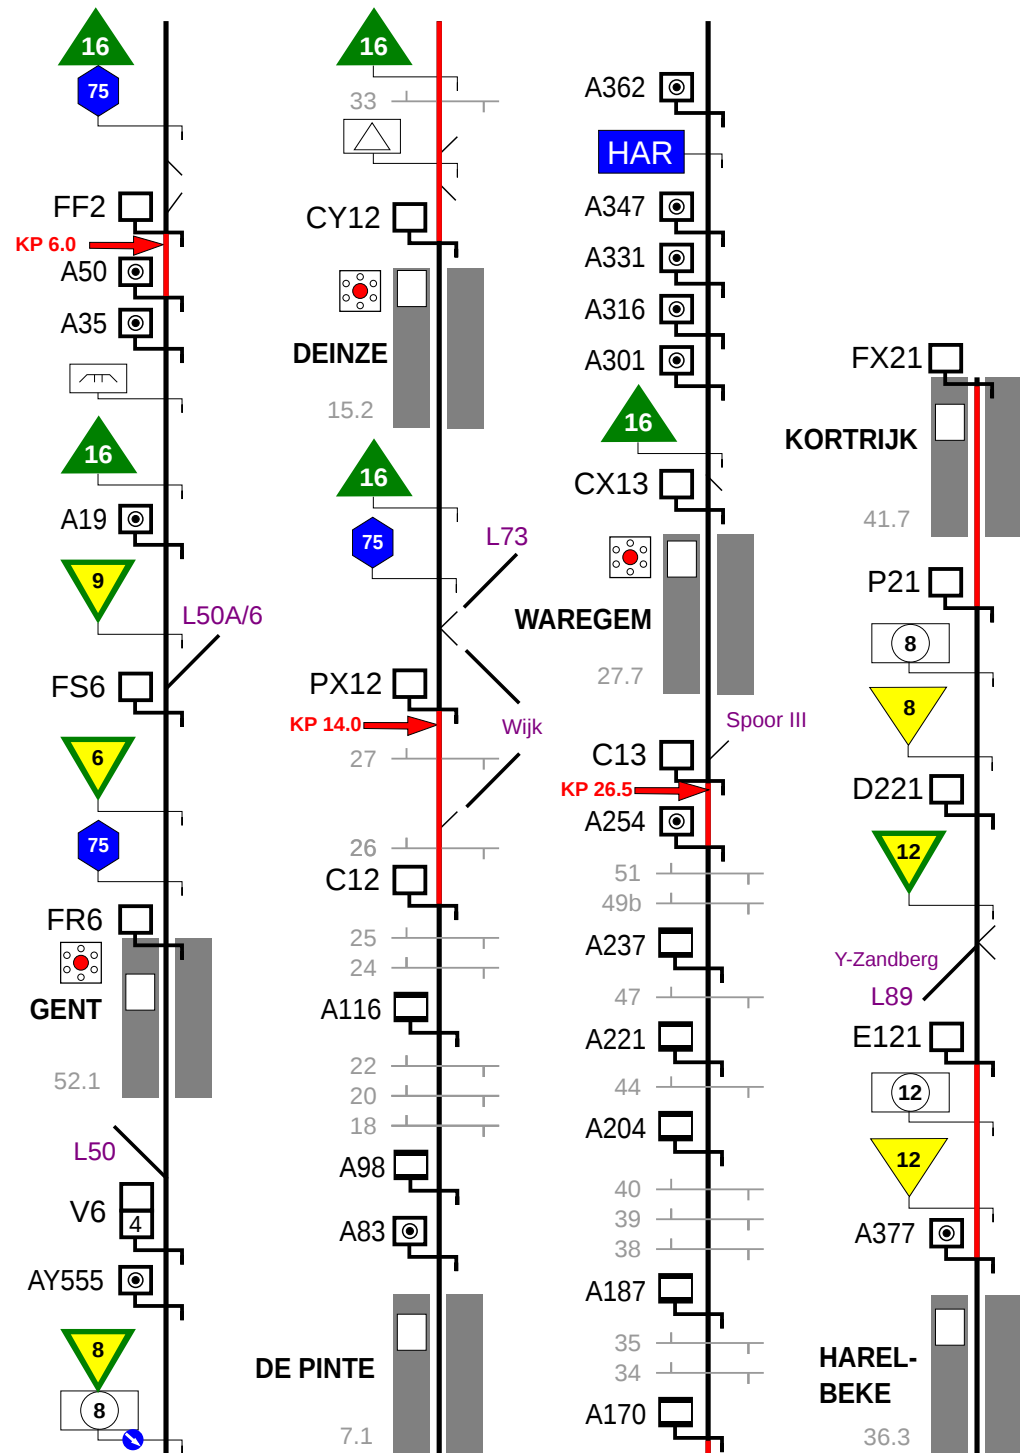 16
75
FF2
KP 6.0
A50
A35
16
A19
9
L50A/6
FS6
6
75
FR6
GENT
52.1
L50
V6
4
AY555
8
8
16
33
CY12
DEINZE
15.2
16
75
L73
PX12
KP 14.0
Wijk
27
26
C12
25
24
A116
22
20
18
A98
A83
DE PINTE
7.1
A362
HAR
A347
A331
A316
A301
16
CX13
WAREGEM
27.7
Spoor III
C13
KP 26.5
A254
51
49b
A237
47
A221
44
A204
40
39
38
A187
35
34
A170
FX21
KORTRIJK
41.7
P21
8
8
D221
12
Y-Zandberg
L89
E121
12
12
A377
HAREL-
BEKE
36.3